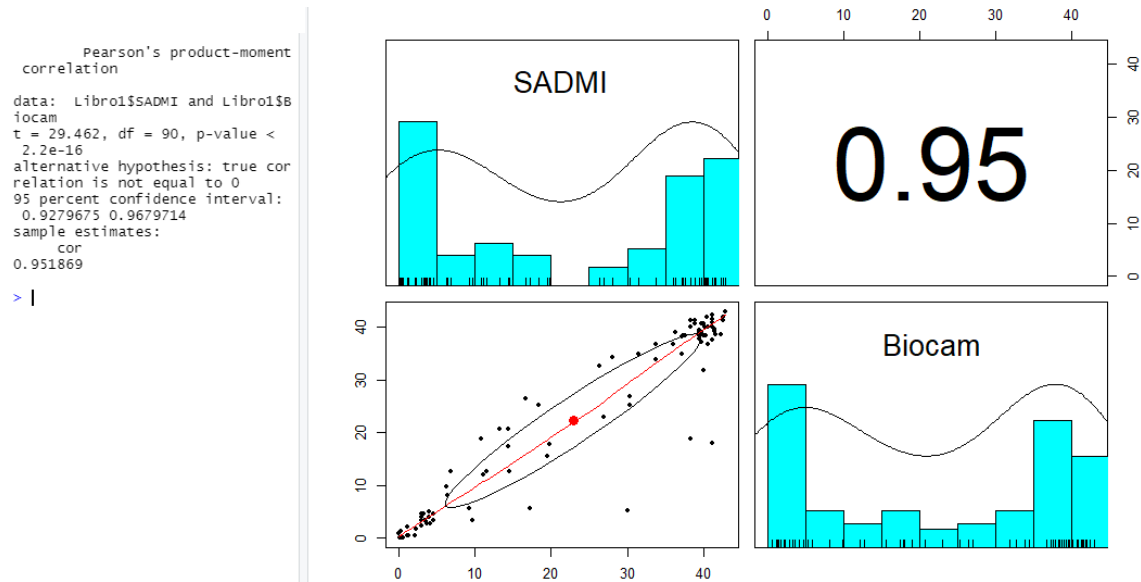 Pearson's product-moment
correlation
data:  Libro1$SADMI and Libro1$B
iocam
t = 29.462, df = 90, p-value <
2.2e-16
alternative hypothesis: true cor
relation is not equal to 0
95 percent confidence interval:
0.9279675 0.9679714
sample estimates:
cor
0.951869
>
0 10 20 30 40
SADMI
0.95
40
30
20
10
0
40
30
20
10
0
Biocam
0 10 20 30 40